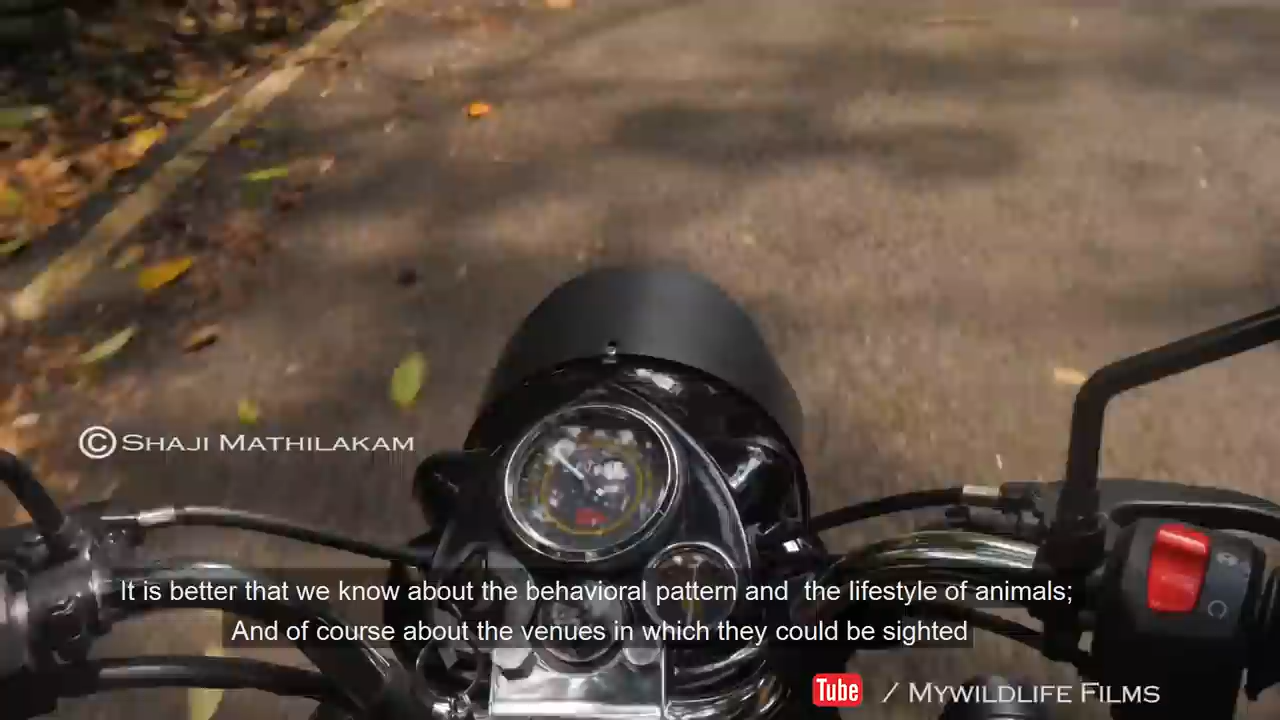 © SHAJI MATHILAKAM
It is better that we know about the behavioral pattern and the lifestyle of animals;
And of course about the venues in which they could be sighted
Tube / MYWILDLIFE FILMS